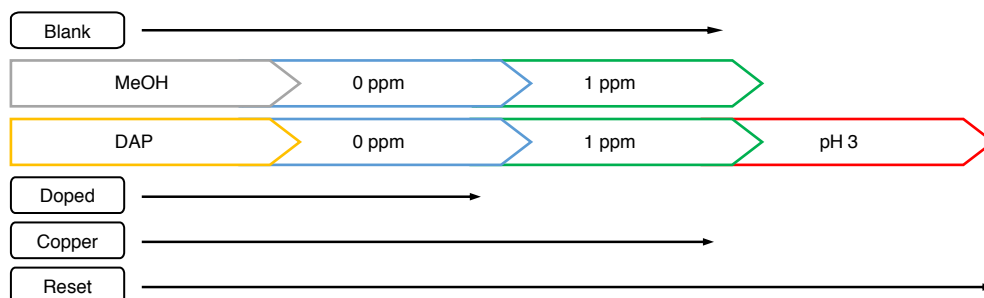 Blank
MeOH 0 ppm 1 ppm
DAP 0 ppm 1 ppm pH 3
Doped
Copper
Reset